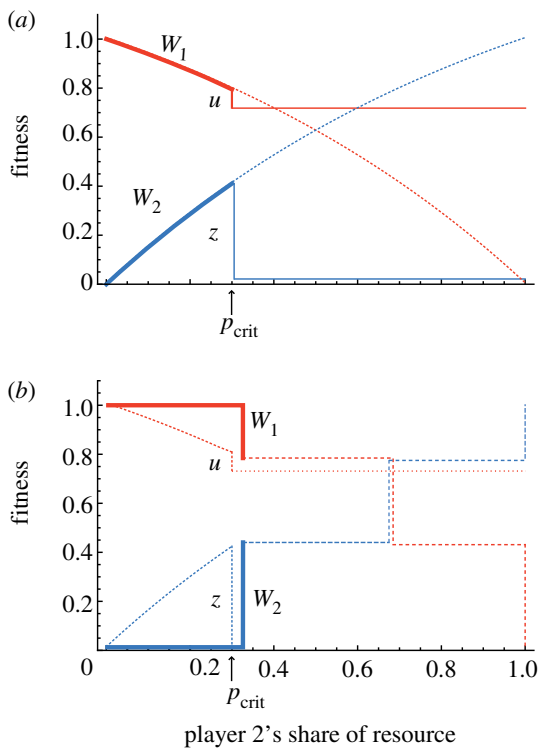 (a)
1.0
0.8
0.6
0.4
0.2
0
fitness
W1
u
W2
z
pcrit
(b)
1.0
0.8
0.6
0.4
0.2
fitness
W1
u
z
W2
0 0.2 0.4 0.6 0.8 1.0
pcrit
player 2's share of resource